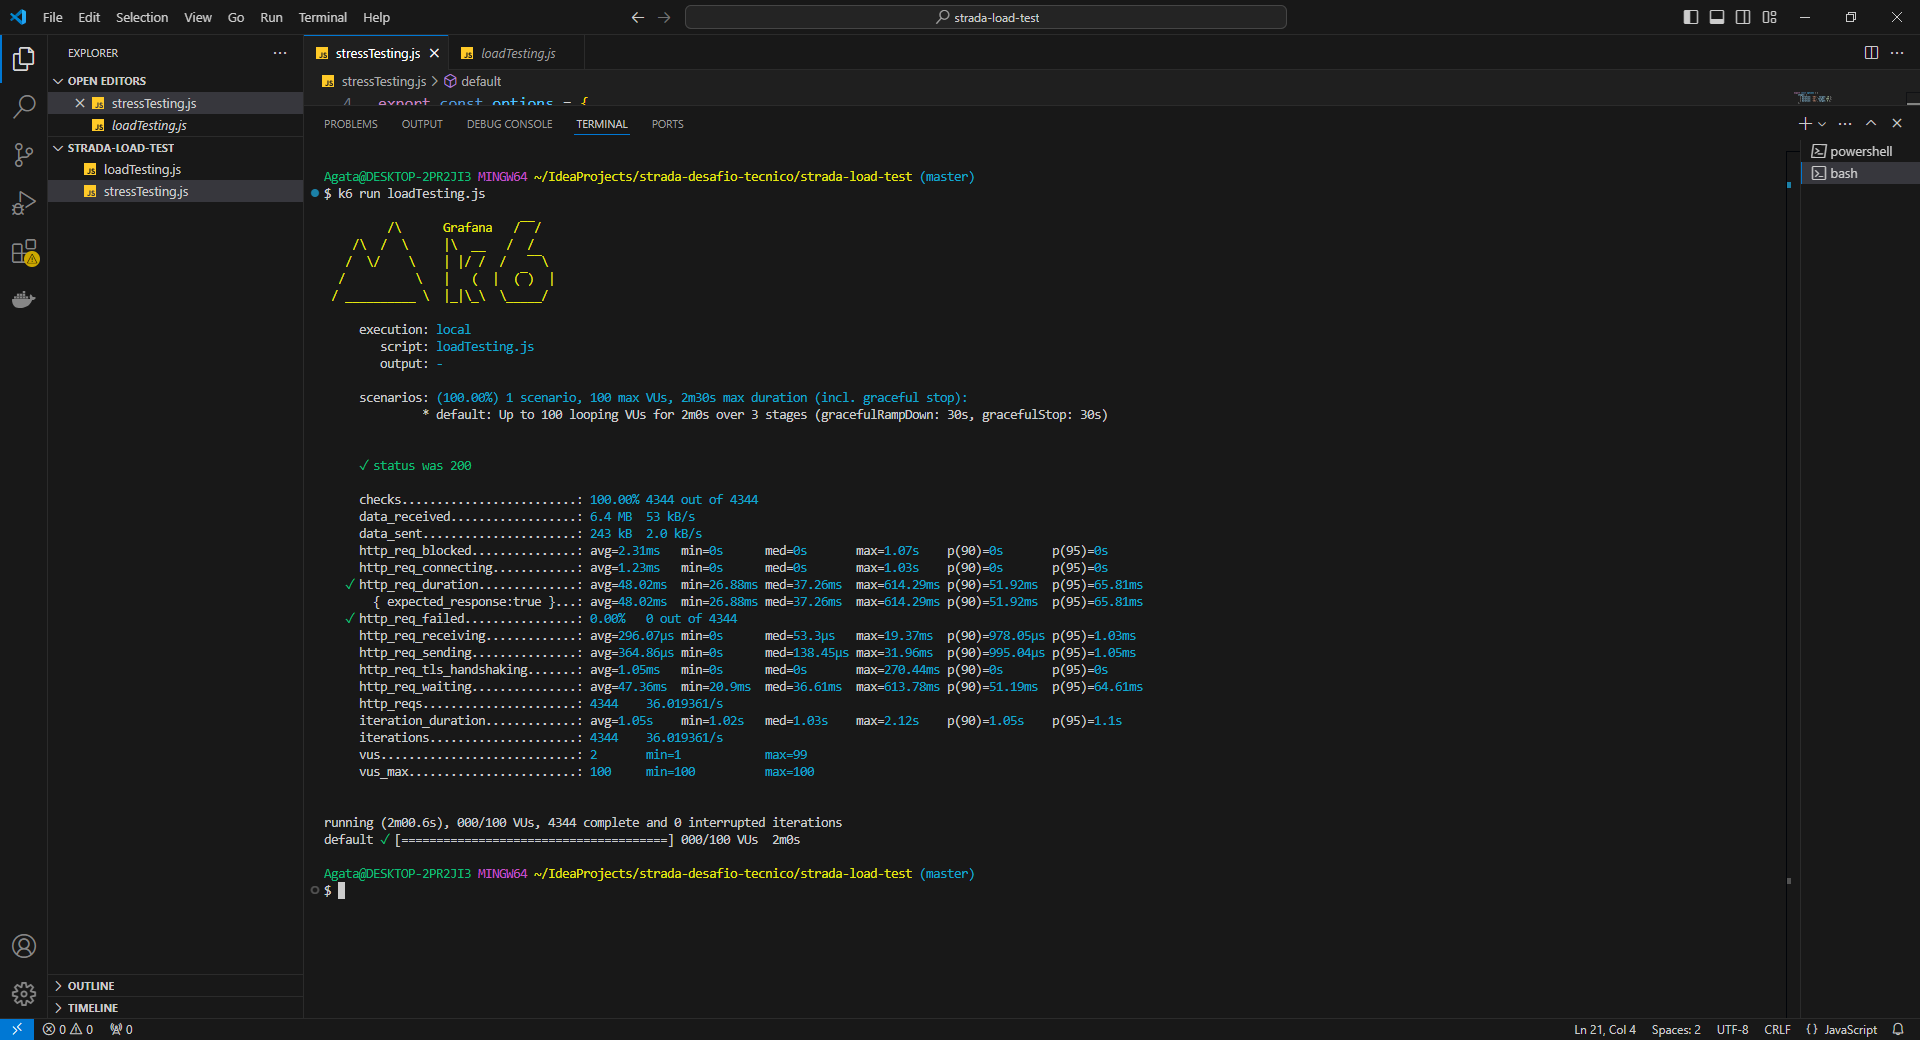 File Edit Selection View Go Run Terminal Help
strada-load-test
EXPLORER
OPEN EDITORS
stressTesting.js
loadTesting.js
STRADA-LOAD-TEST
loadTesting.js
stressTesting.js
OUTLINE
TIMELINE
stressTesting.js loadTesting.js
stressTesting.js > default
4 export const options = {
PROBLEMS OUTPUT DEBUG CONSOLE TERMINAL PORTS
powershell
bash
Agata@DESKTOP-2PR2JI3 MINGW64 ~/IdeaProjects/strada-desafio-tecnico/strada-load-test (master)
$ k6 run loadTesting.js
Grafana
execution: local
script: loadTesting.js
output: -
scenarios: (100.00%) 1 scenario, 100 max VUs, 2m30s max duration (incl. graceful stop):
* default: Up to 100 looping VUs for 2m0s over 3 stages (gracefulRampDown: 30s, gracefulStop: 30s)
✓ status was 200
checks.........................: 100.00% 4344 out of 4344
data_received..................: 6.4 MB 53 kB/s
data_sent......................: 243 kB 2.0 kB/s
http_req_blocked...............: avg=2.31ms min=0s med=0s max=1.07s p(90)=0s p(95)=0s
http_req_connecting............: avg=1.23ms min=0s med=0s max=1.03s p(90)=0s p(95)=0s
✓ http_req_duration..............: avg=48.02ms min=26.88ms med=37.26ms max=614.29ms p(90)=51.92ms p(95)=65.81ms
{ expected_response:true }...: avg=48.02ms min=26.88ms med=37.26ms max=614.29ms p(90)=51.92ms p(95)=65.81ms
✓ http_req_failed................: 0.00% 0 out of 4344
http_req_receiving.............: avg=296.07µs min=0s med=53.3µs max=19.37ms p(90)=978.05µs p(95)=1.03ms
http_req_sending...............: avg=364.86µs min=0s med=138.45µs max=31.96ms p(90)=995.04µs p(95)=1.05ms
http_req_tls_handshaking.......: avg=1.05ms min=0s med=0s max=270.44ms p(90)=0s p(95)=0s
http_req_waiting...............: avg=47.36ms min=20.9ms med=36.61ms max=613.78ms p(90)=51.19ms p(95)=64.61ms
http_reqs......................: 4344 36.019361/s
iteration_duration.............: avg=1.05s min=1.02s med=1.03s max=2.12s p(90)=1.05s p(95)=1.1s
iterations.....................: 4344 36.019361/s
vus............................: 2 min=1 max=99
vus_max........................: 100 min=100 max=100
running (2m00.6s), 000/100 VUs, 4344 complete and 0 interrupted iterations
default ✓ [======================================] 000/100 VUs 2m0s
Agata@DESKTOP-2PR2JI3 MINGW64 ~/IdeaProjects/strada-desafio-tecnico/strada-load-test (master)
$
0 0 0 Ln 21, Col 4 Spaces: 2 UTF-8 CRLF {} JavaScript